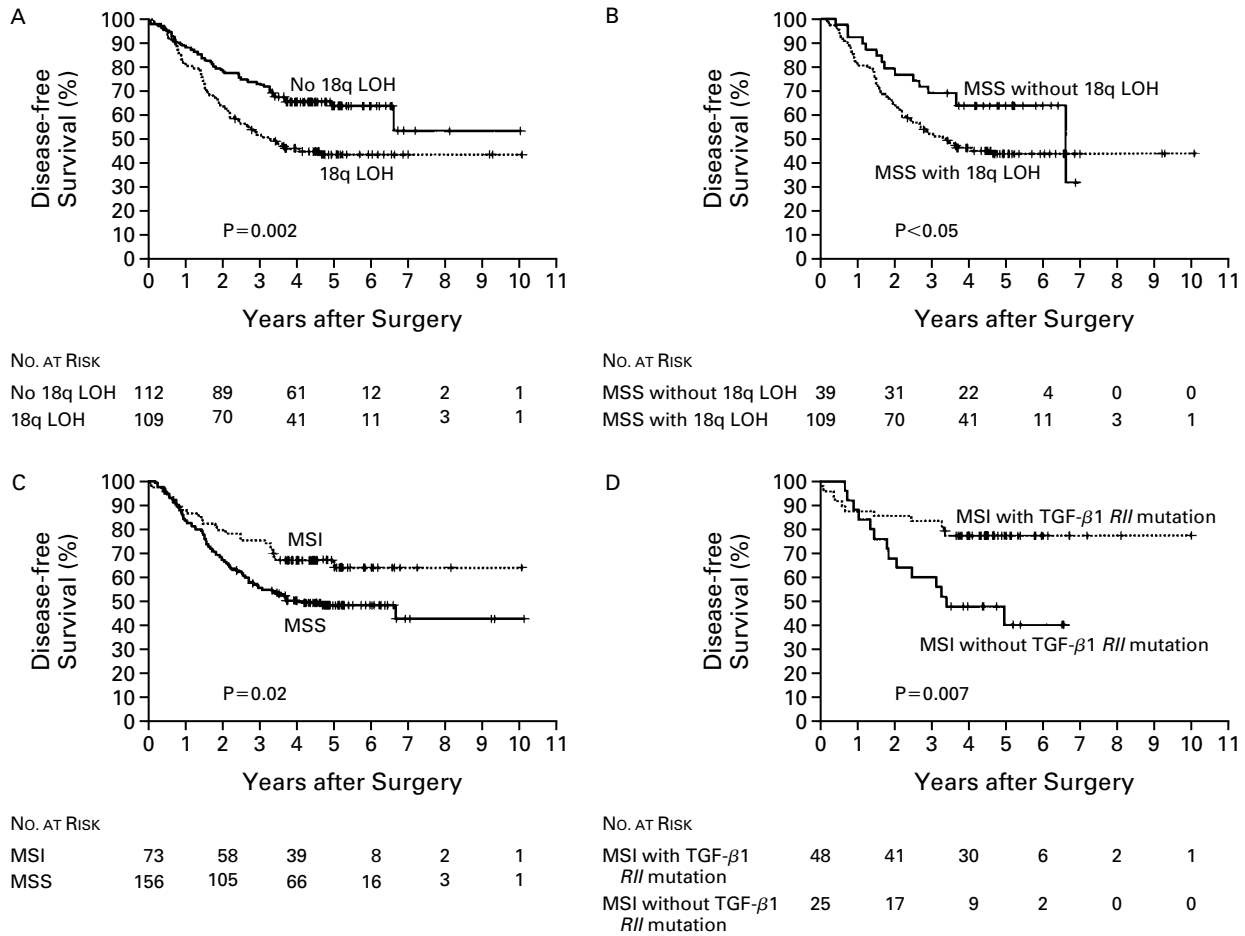 A
Disease-free
Survival (%)
100
90
80
70
60
50
40
30
20
10
0
No 18q LOH
18q LOH
P=0.002
0 1 2 3 4 5 6 7 8 9 10 11
Years after Surgery
NO. AT RISK
No 18q LOH 112 89 61 12 2 1
18q LOH 109 70 41 11 3 1
B
Disease-free
Survival (%)
100
90
80
70
60
50
40
30
20
10
0
MSS without 18q LOH
MSS with 18q LOH
P<0.05
0 1 2 3 4 5 6 7 8 9 10 11
Years after Surgery
NO. AT RISK
MSS without 18q LOH 39 31 22 4 0 0
MSS with 18q LOH 109 70 41 11 3 1
C
Disease-free
Survival (%)
100
90
80
70
60
50
40
30
20
10
0
MSI
MSS
P=0.02
0 1 2 3 4 5 6 7 8 9 10 11
Years after Surgery
NO. AT RISK
MSI 73 58 39 8 2 1
MSS 156 105 66 16 3 1
D
Disease-free
Survival (%)
100
90
80
70
60
50
40
30
20
10
0
MSI with TGF-β1 RII mutation
MSI without TGF-β1 RII mutation
P=0.007
0 1 2 3 4 5 6 7 8 9 10 11
Years after Surgery
NO. AT RISK
MSI with TGF-β1 48 41 30 6 2 1
RII mutation
MSI without TGF-β1 25 17 9 2 0 0
RII mutation